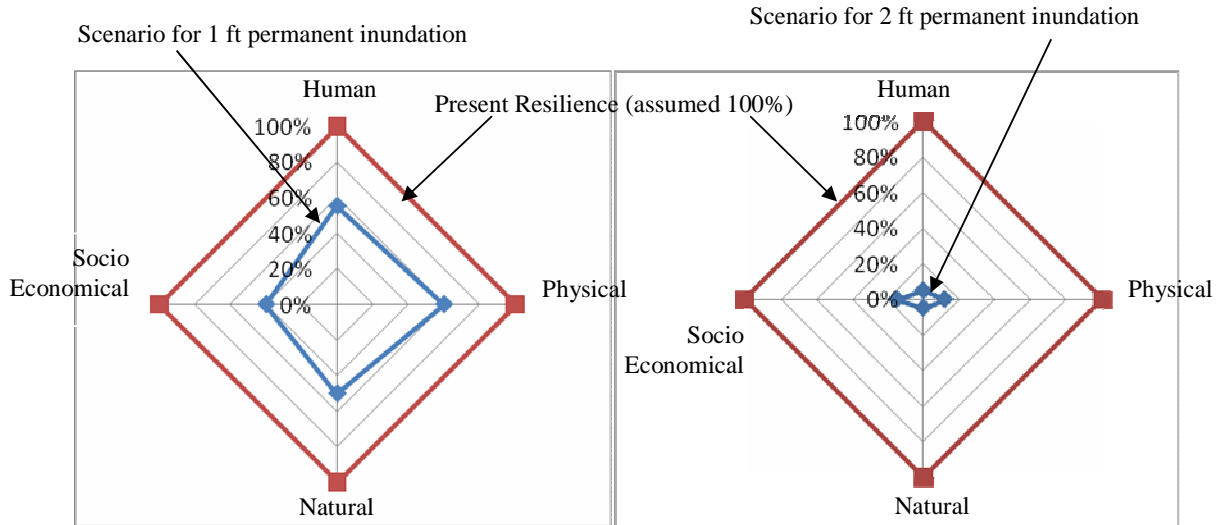 Scenario for 1 ft permanent inundation
Scenario for 2 ft permanent inundation
Human
Present Resilience (assumed 100%)
100%
80%
60%
40%
20%
0%
Socio
Economical
Physical
Natural
Human
100%
80%
60%
40%
20%
0%
Physical
Socio
Economical
Natural